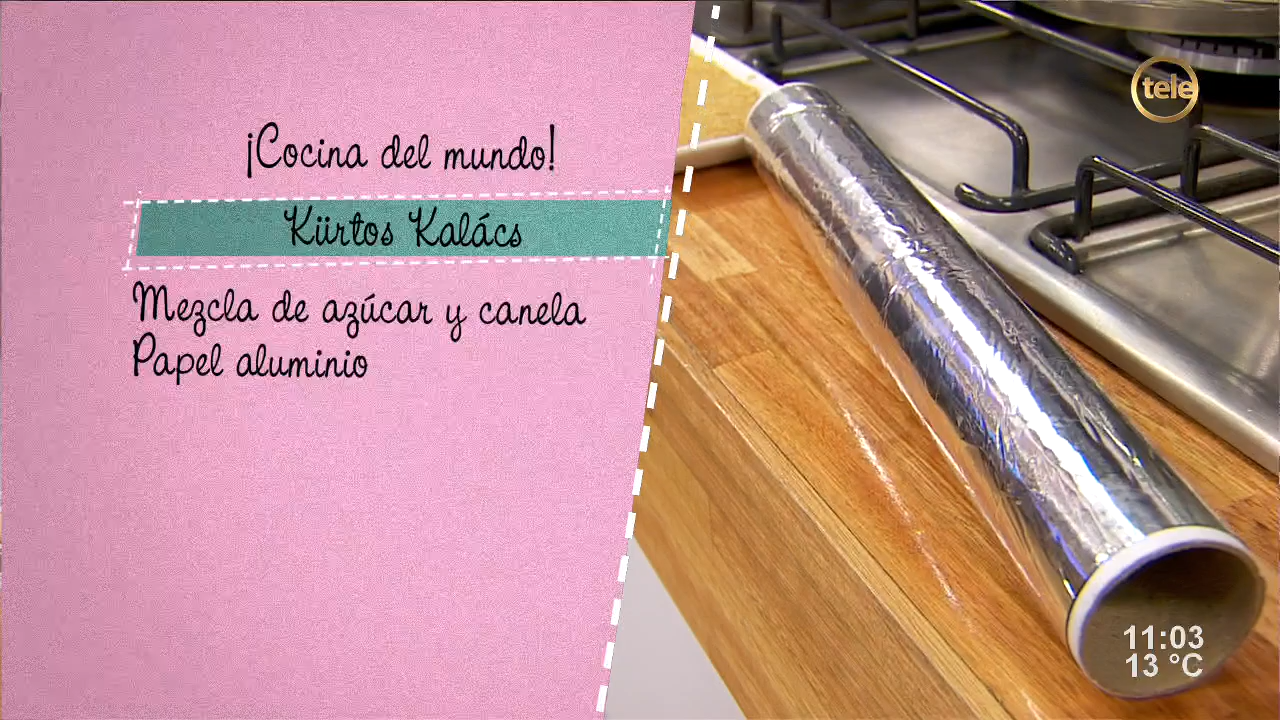 ¡Cocina del mundo!
Kürtos Kalács
Mezcla de azúcar y canela
Papel aluminio
tele
11:03
13 °C